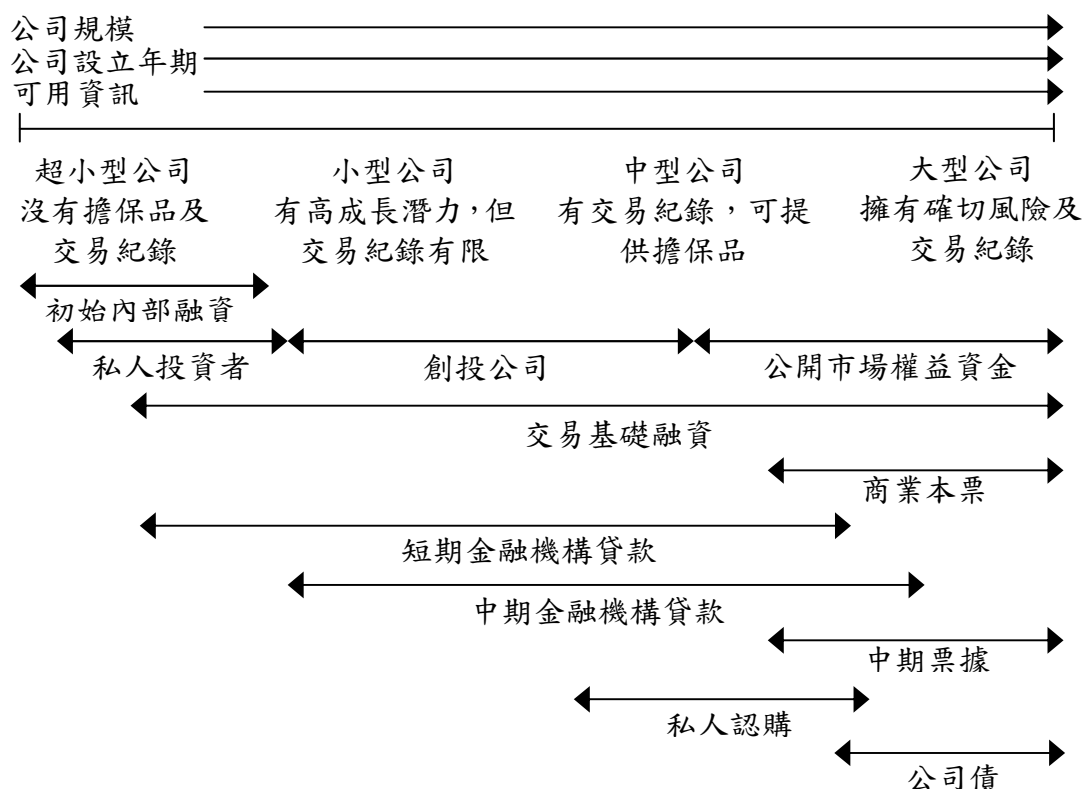 公司規模
公司設立年期
可用資訊
超小型公司
沒有擔保品及
交易紀錄
小型公司
有高成長潛力，但
交易紀錄有限
中型公司
有交易紀錄，可提
供擔保品
大型公司
擁有確切風險及
交易紀錄
初始內部融資
私人投資者
創投公司
公開市場權益資金
交易基礎融資
商業本票
短期金融機構貸款
中期金融機構貸款
中期票據
私人認購
公司債